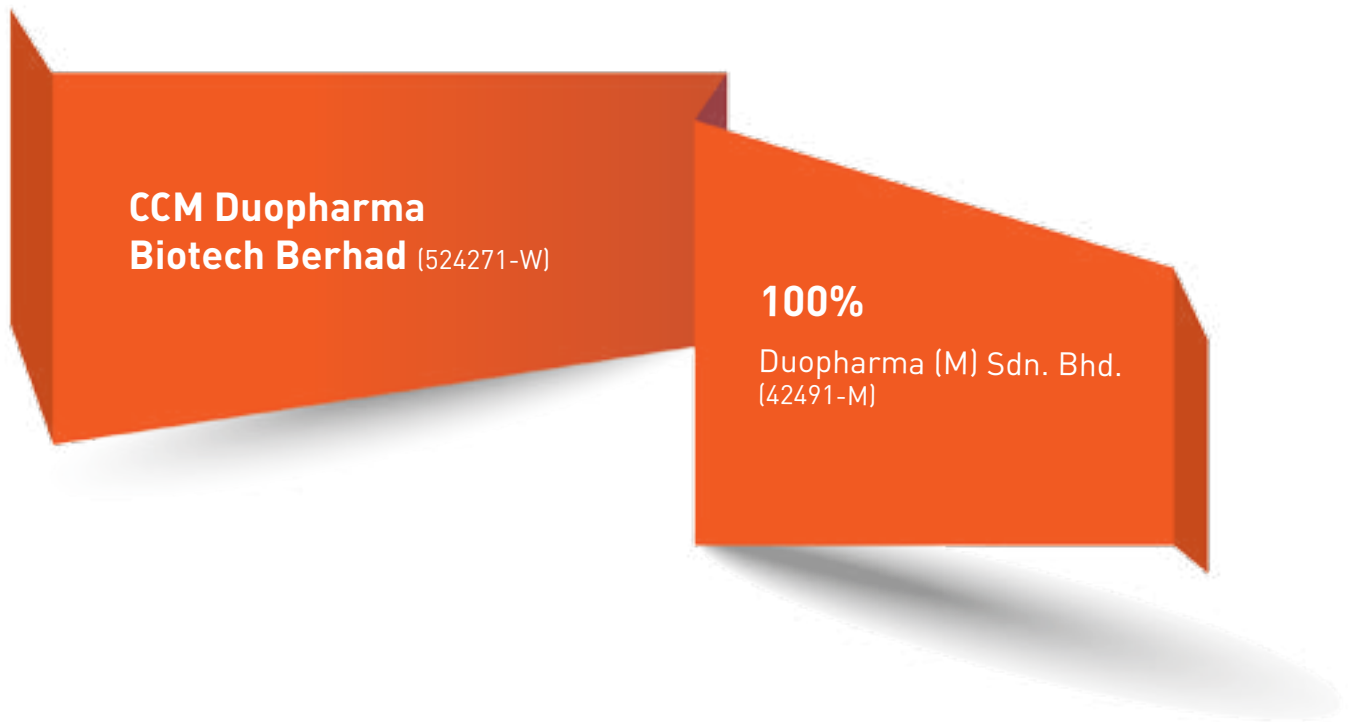 CCM Duopharma
Biotech Berhad (524271-W)
100%
Duopharma (M) Sdn. Bhd.
(42491-M)